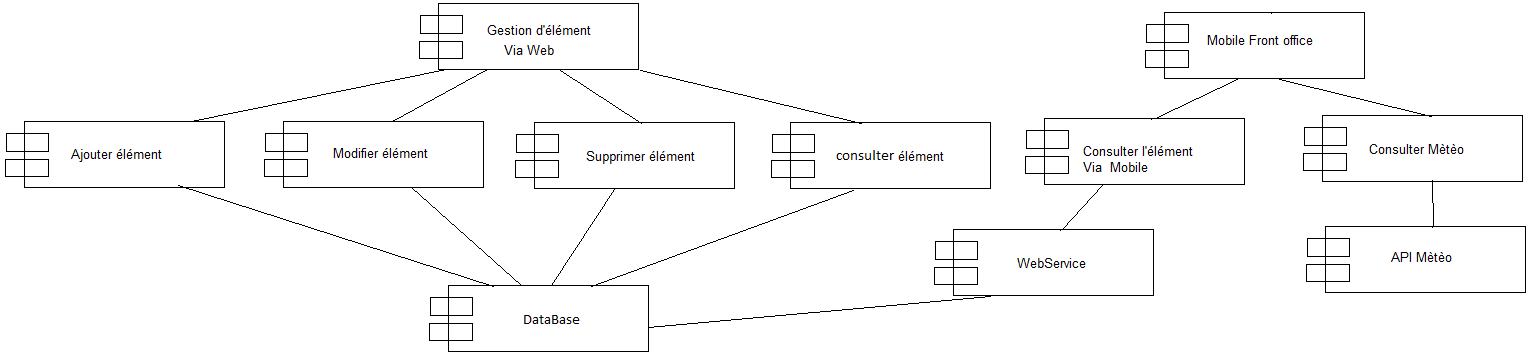 Gestion d'élément
Via Web
Mobile Front office
Ajouter élément
Modifier élément
Supprimer élément
consulter élément
Consulter l'élément
Via Mobile
Consulter Mètèo
WebService
API Mètèo
DataBase